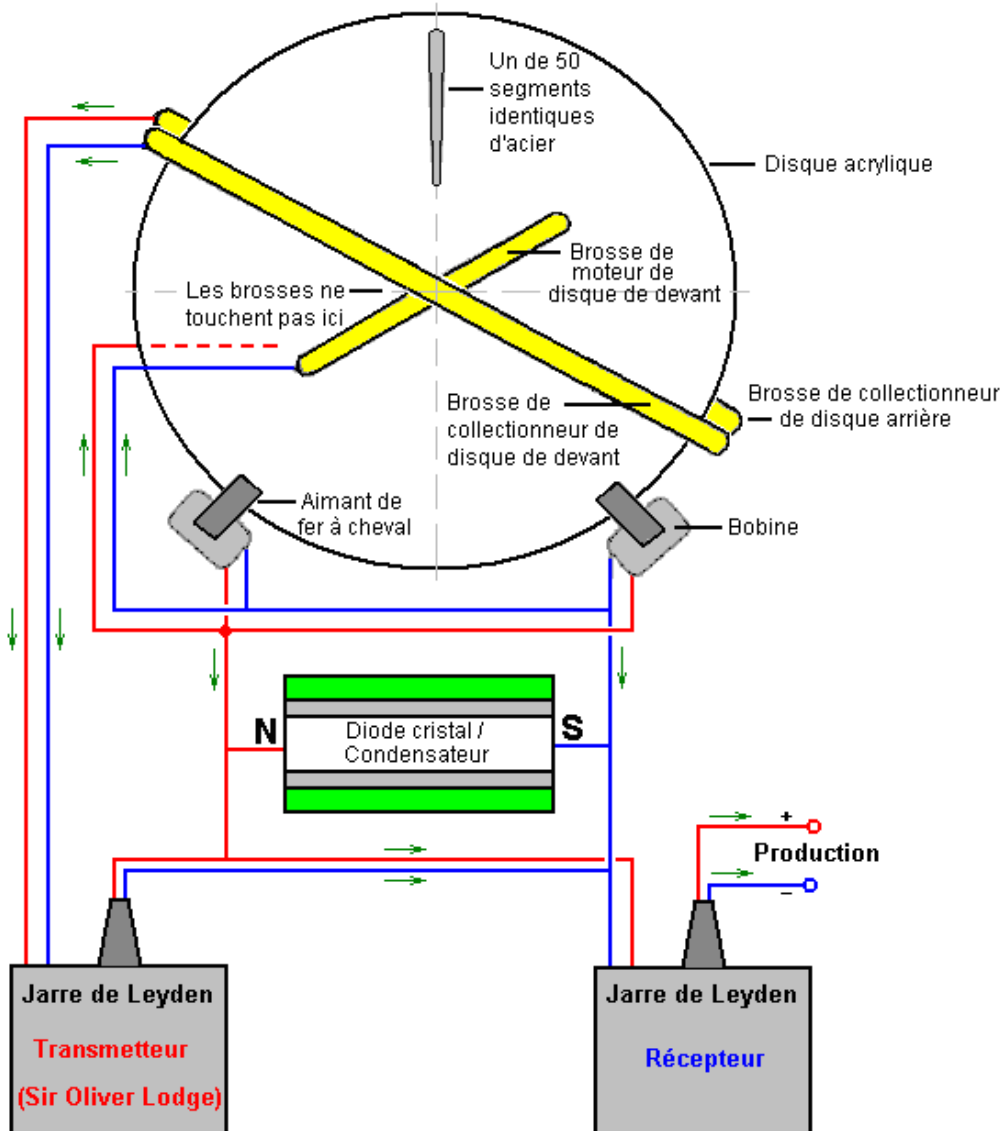 Un de 50
segments
identiques
d'acier
Disque acrylique
Brosse de
moteur de
disque de devant
Les brosses ne
touchent pas ici
Brosse de collectionneur
de disque arrière
Brosse de
collectionneur de
disque de devant
Aimant de
fer à cheval
Bobine
N
S
Diode cristal /
Condensateur
+
Production
–
Jarre de Leyden
Transmetteur
(Sir Oliver Lodge)
Jarre de Leyden
Récepteur